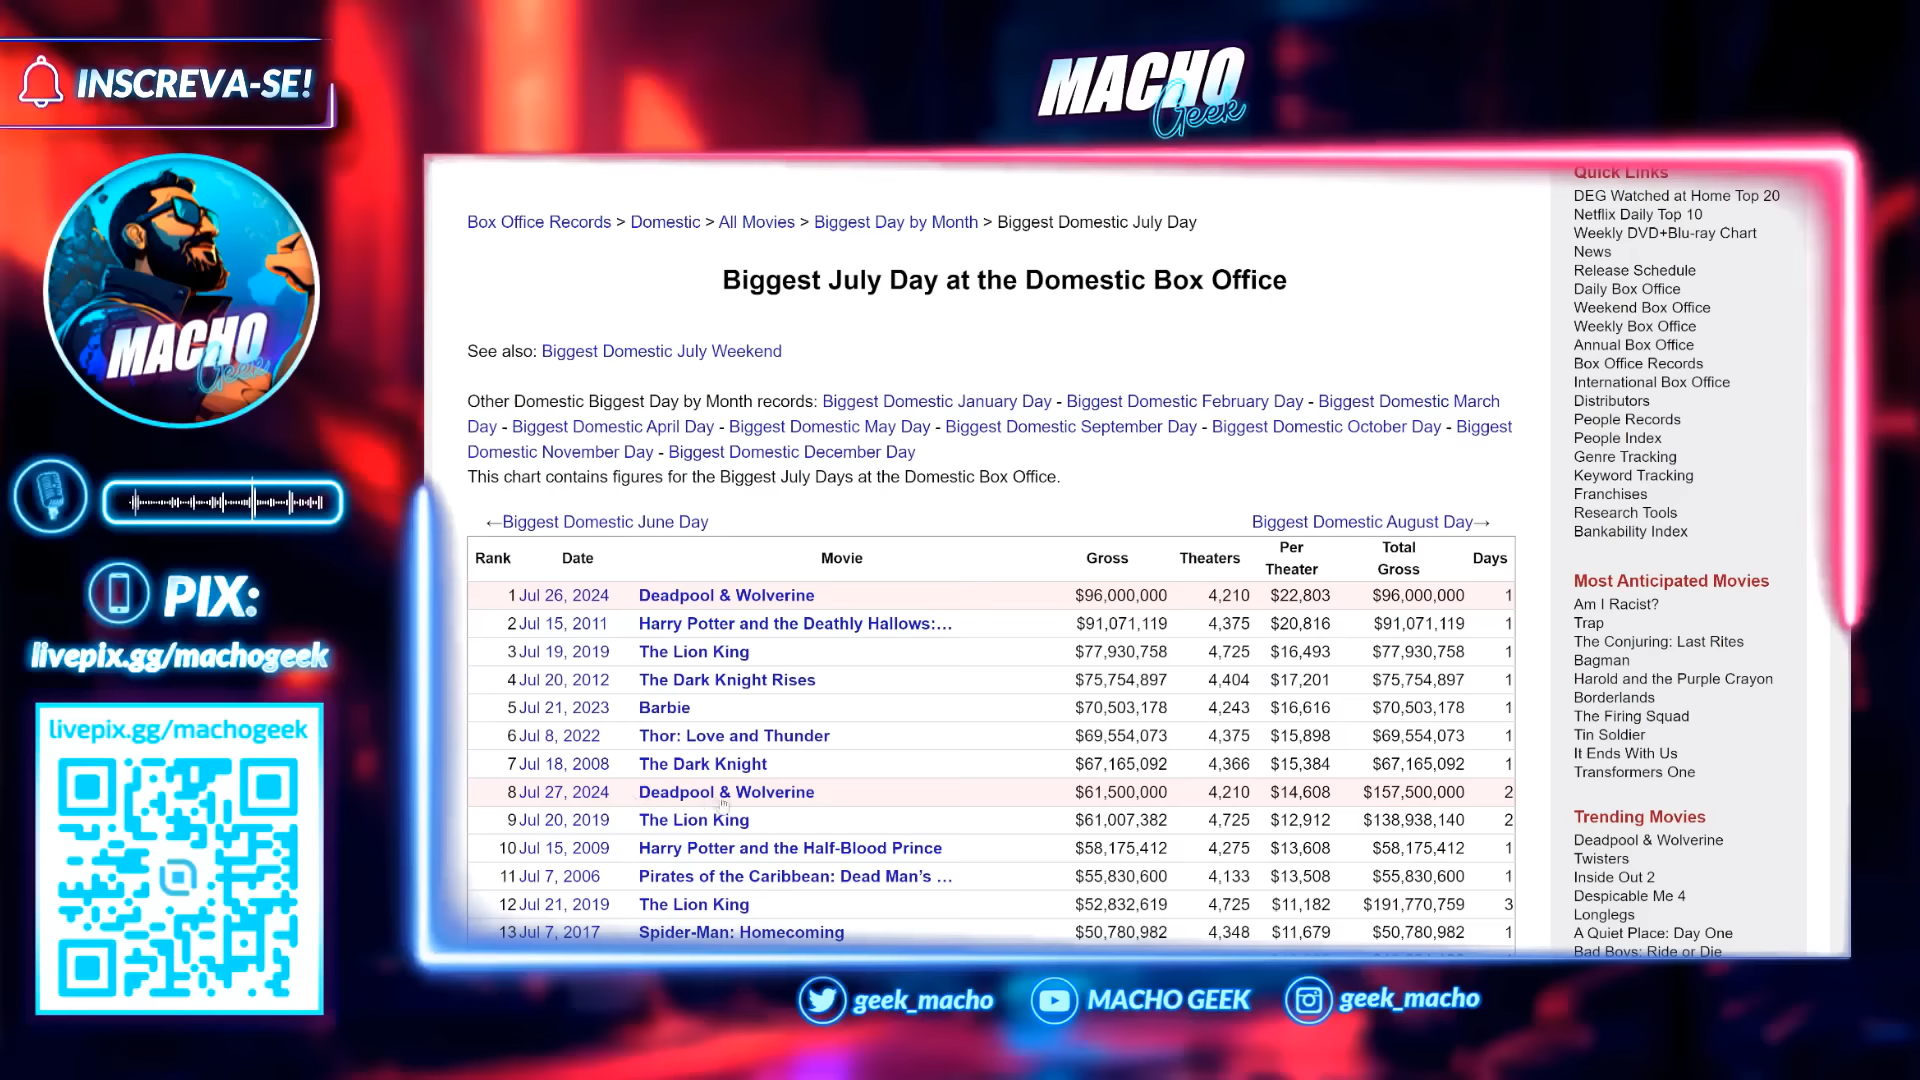 INSCREVA-SE!
MACHO
Geek
MACHO
Geek
PIX:
livepix.gg/machogeek
livepix.gg/machogeek
Box Office Records > Domestic > All Movies > Biggest Day by Month > Biggest Domestic July Day
Biggest July Day at the Domestic Box Office
See also: Biggest Domestic July Weekend
Other Domestic Biggest Day by Month records: Biggest Domestic January Day - Biggest Domestic February Day - Biggest Domestic March
Day - Biggest Domestic April Day - Biggest Domestic May Day - Biggest Domestic September Day - Biggest Domestic October Day - Biggest
Domestic November Day - Biggest Domestic December Day
This chart contains figures for the Biggest July Days at the Domestic Box Office.
←Biggest Domestic June Day Biggest Domestic August Day→
Rank Date Movie Gross Theaters Per Theater Total Gross Days
1 Jul 26, 2024 Deadpool & Wolverine $96,000,000 4,210 $22,803 $96,000,000 1
2 Jul 15, 2011 Harry Potter and the Deathly Hallows:… $91,071,119 4,375 $20,816 $91,071,119 1
3 Jul 19, 2019 The Lion King $77,930,758 4,725 $16,493 $77,930,758 1
4 Jul 20, 2012 The Dark Knight Rises $75,754,897 4,404 $17,201 $75,754,897 1
5 Jul 21, 2023 Barbie $70,503,178 4,243 $16,616 $70,503,178 1
6 Jul 8, 2022 Thor: Love and Thunder $69,554,073 4,375 $15,898 $69,554,073 1
7 Jul 18, 2008 The Dark Knight $67,165,092 4,366 $15,384 $67,165,092 1
8 Jul 27, 2024 Deadpool & Wolverine $61,500,000 4,210 $14,608 $157,500,000 2
9 Jul 20, 2019 The Lion King $61,007,382 4,725 $12,912 $138,938,140 2
10 Jul 15, 2009 Harry Potter and the Half-Blood Prince $58,175,412 4,275 $13,608 $58,175,412 1
11 Jul 7, 2006 Pirates of the Caribbean: Dead Man's … $55,830,600 4,133 $13,508 $55,830,600 1
12 Jul 21, 2019 The Lion King $52,832,619 4,725 $11,182 $191,770,759 3
13 Jul 7, 2017 Spider-Man: Homecoming $50,780,982 4,348 $11,679 $50,780,982 1
Quick Links
DEG Watched at Home Top 20
Netflix Daily Top 10
Weekly DVD+Blu-ray Chart
News
Release Schedule
Daily Box Office
Weekend Box Office
Weekly Box Office
Annual Box Office
Box Office Records
International Box Office
Distributors
People Records
People Index
Genre Tracking
Keyword Tracking
Franchises
Research Tools
Bankability Index
Most Anticipated Movies
Am I Racist?
Trap
The Conjuring: Last Rites
Bagman
Harold and the Purple Crayon
Borderlands
The Firing Squad
Tin Soldier
It Ends With Us
Transformers One
Trending Movies
Deadpool & Wolverine
Twisters
Inside Out 2
Despicable Me 4
Longlegs
A Quiet Place: Day One
Bad Boys: Ride or Die
geek_macho MACHO GEEK geek_macho